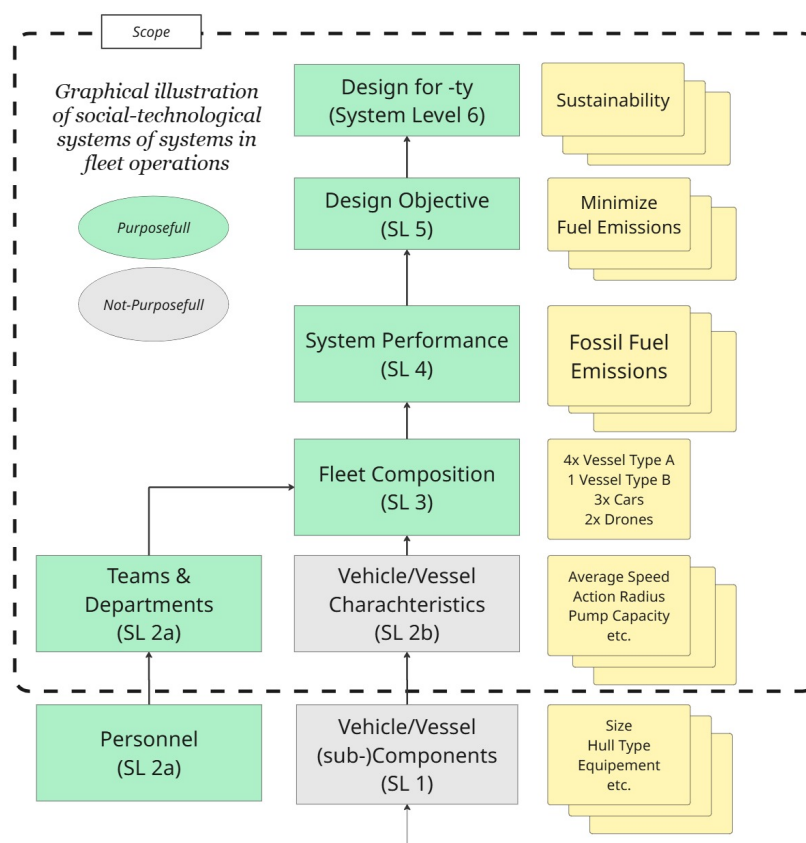 Scope
Graphical illustration
of social-technological
systems of systems in
fleet operations
Purposefull
Not-Purposefull
Design for -ty
(System Level 6)
Sustainability
Design Objective
(SL 5)
Minimize
Fuel Emissions
System Performance
(SL 4)
Fossil Fuel
Emissions
Fleet Composition
(SL 3)
4x Vessel Type A
1 Vessel Type B
3x Cars
2x Drones
Teams &
Departments
(SL 2a)
Vehicle/Vessel
Charachteristics
(SL 2b)
Average Speed
Action Radius
Pump Capacity
etc.
Personnel
(SL 2a)
Vehicle/Vessel
(sub-)Components
(SL 1)
Size
Hull Type
Equipement
etc.